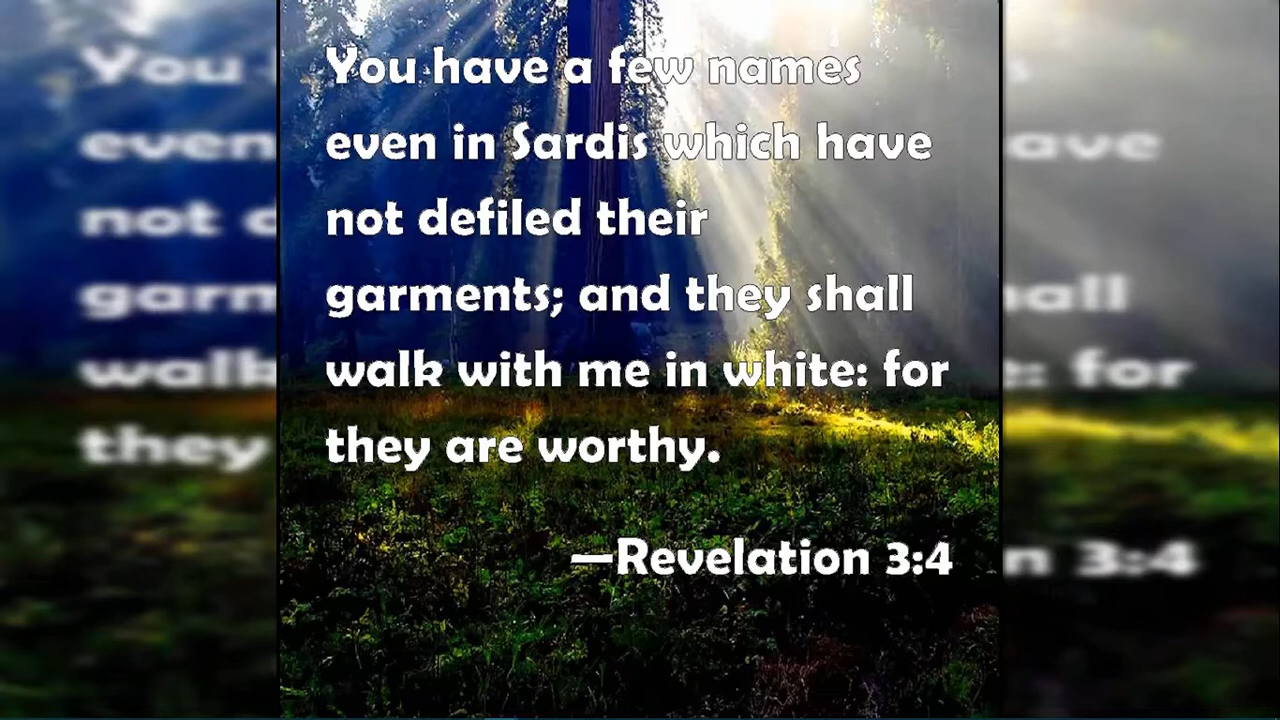 You have a few names
even in Sardis which have
not defiled their
garments; and they shall
walk with me in white: for
they are worthy.
—Revelation 3:4